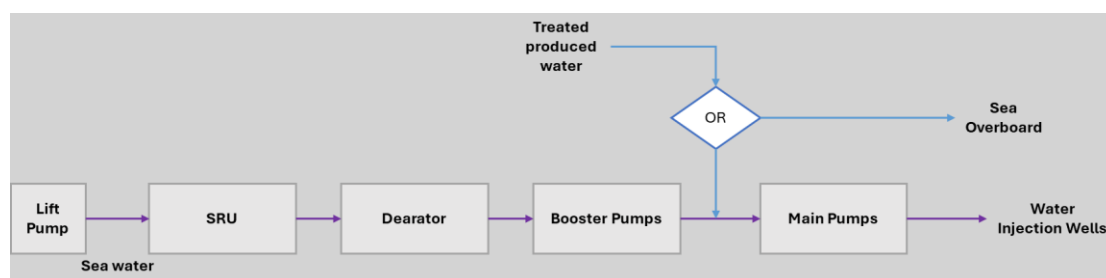 Treated
produced
water
OR
Sea
Overboard
Lift
Pump
SRU
Dearator
Booster Pumps
Main Pumps
Water
Injection Wells
Sea water